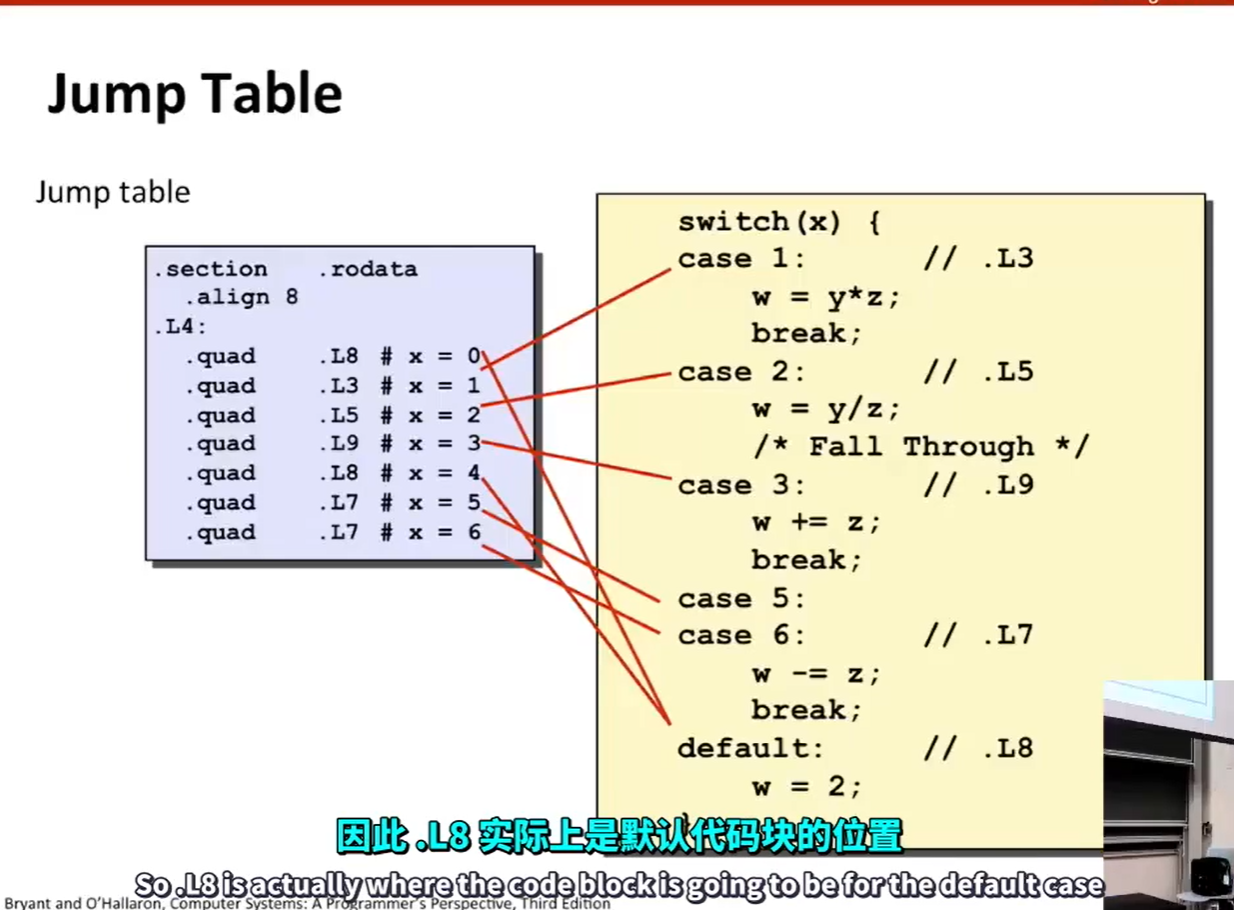 Jump Table
Jump table
.section .rodata
.align 8
.L4:
.quad .L8 # x = 0
.quad .L3 # x = 1
.quad .L5 # x = 2
.quad .L9 # x = 3
.quad .L8 # x = 4
.quad .L7 # x = 5
.quad .L7 # x = 6
switch(x) {
case 1: // .L3
w = y*z;
break;
case 2: // .L5
w = y/z;
/* Fall Through */
case 3: // .L9
w += z;
break;
case 5:
case 6: // .L7
w -= z;
break;
default: // .L8
w = 2;
因此 .L8 实际上是默认代码块的位置
So .L8 is actually where the code block is going to be for the default case
Bryant and O'Hallaron, Computer Systems: A Programmer's Perspective, Third Edition